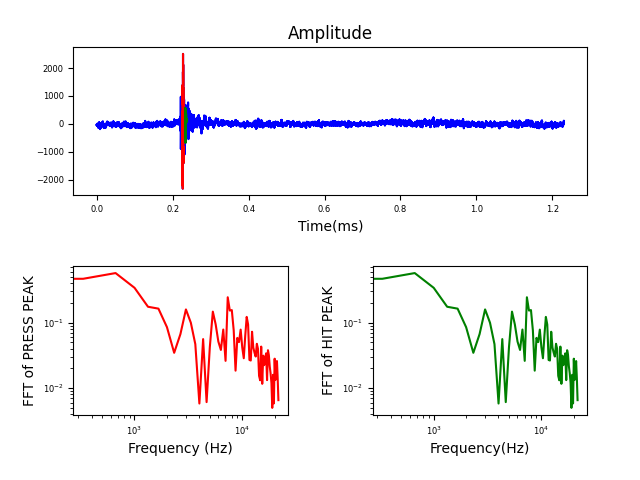 Amplitude
2000
1000
0
−1000
−2000
0.0 0.2 0.4 0.6 0.8 1.0 1.2
Time(ms)
FFT of PRESS PEAK
10⁻¹
10⁻²
10³ 10⁴
Frequency (Hz)
FFT of HIT PEAK
10⁻¹
10⁻²
10³ 10⁴
Frequency(Hz)